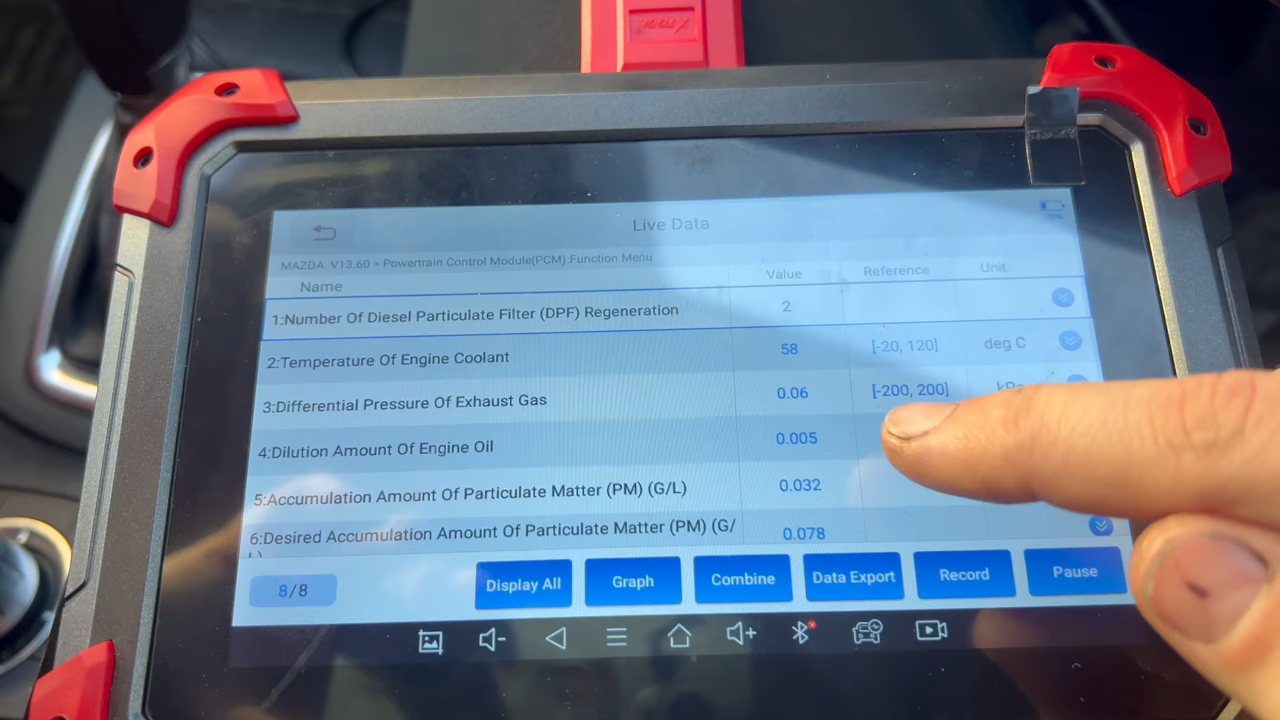 Live Data
MAZDA V13.60 > Powertrain Control Module(PCM):Function Menu
Name Value Reference Unit
1:Number Of Diesel Particulate Filter (DPF) Regeneration 2
2:Temperature Of Engine Coolant 58 [-20, 120] deg C
3:Differential Pressure Of Exhaust Gas 0.06 [-200, 200]
4:Dilution Amount Of Engine Oil 0.005
5:Accumulation Amount Of Particulate Matter (PM) (G/L) 0.032
6:Desired Accumulation Amount Of Particulate Matter (PM) (G/ 0.078
8/8 Display All Graph Combine Data Export Record Pause